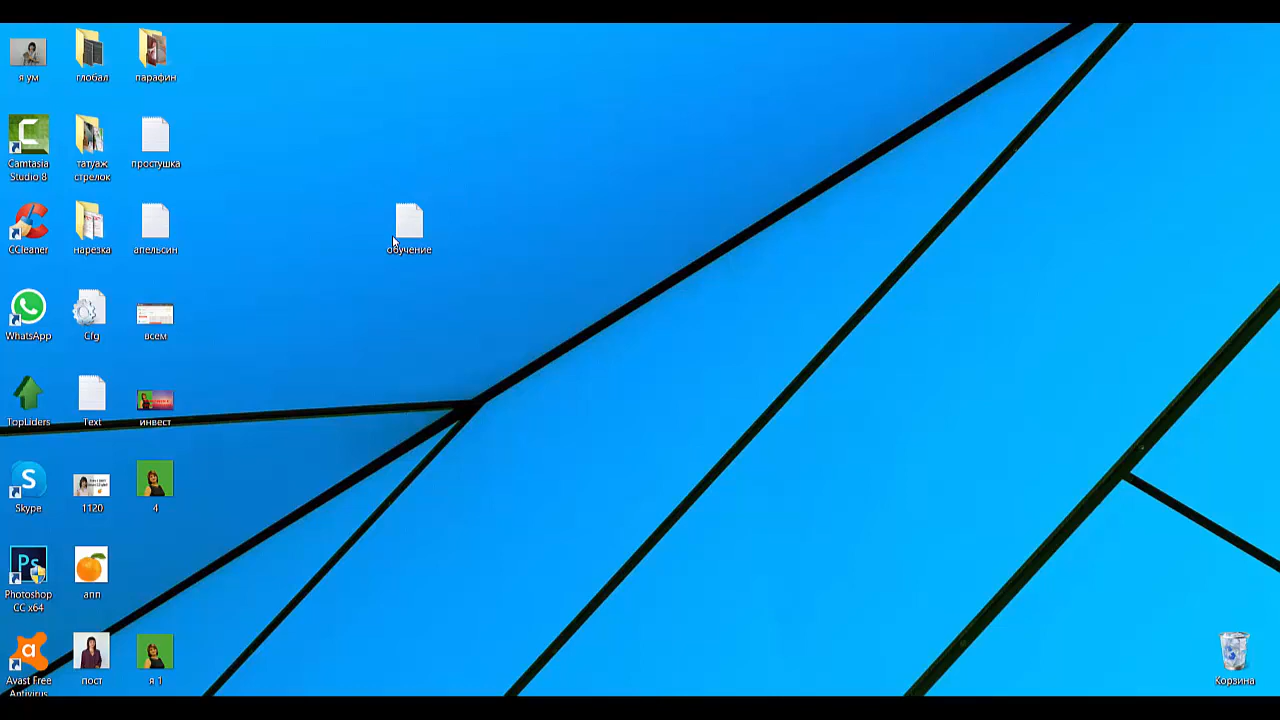 я ум
глобал
парафин
Camtasia
Studio 8
татуаж
стрелок
простушка
CCleaner
нарезка
апельсин
обучение
WhatsApp
Cfg
всем
TopLiders
Text
инвест
Skype
1120
4
Photoshop
CC x64
апп
Avast Free
Antivirus
пост
я 1
Корзина